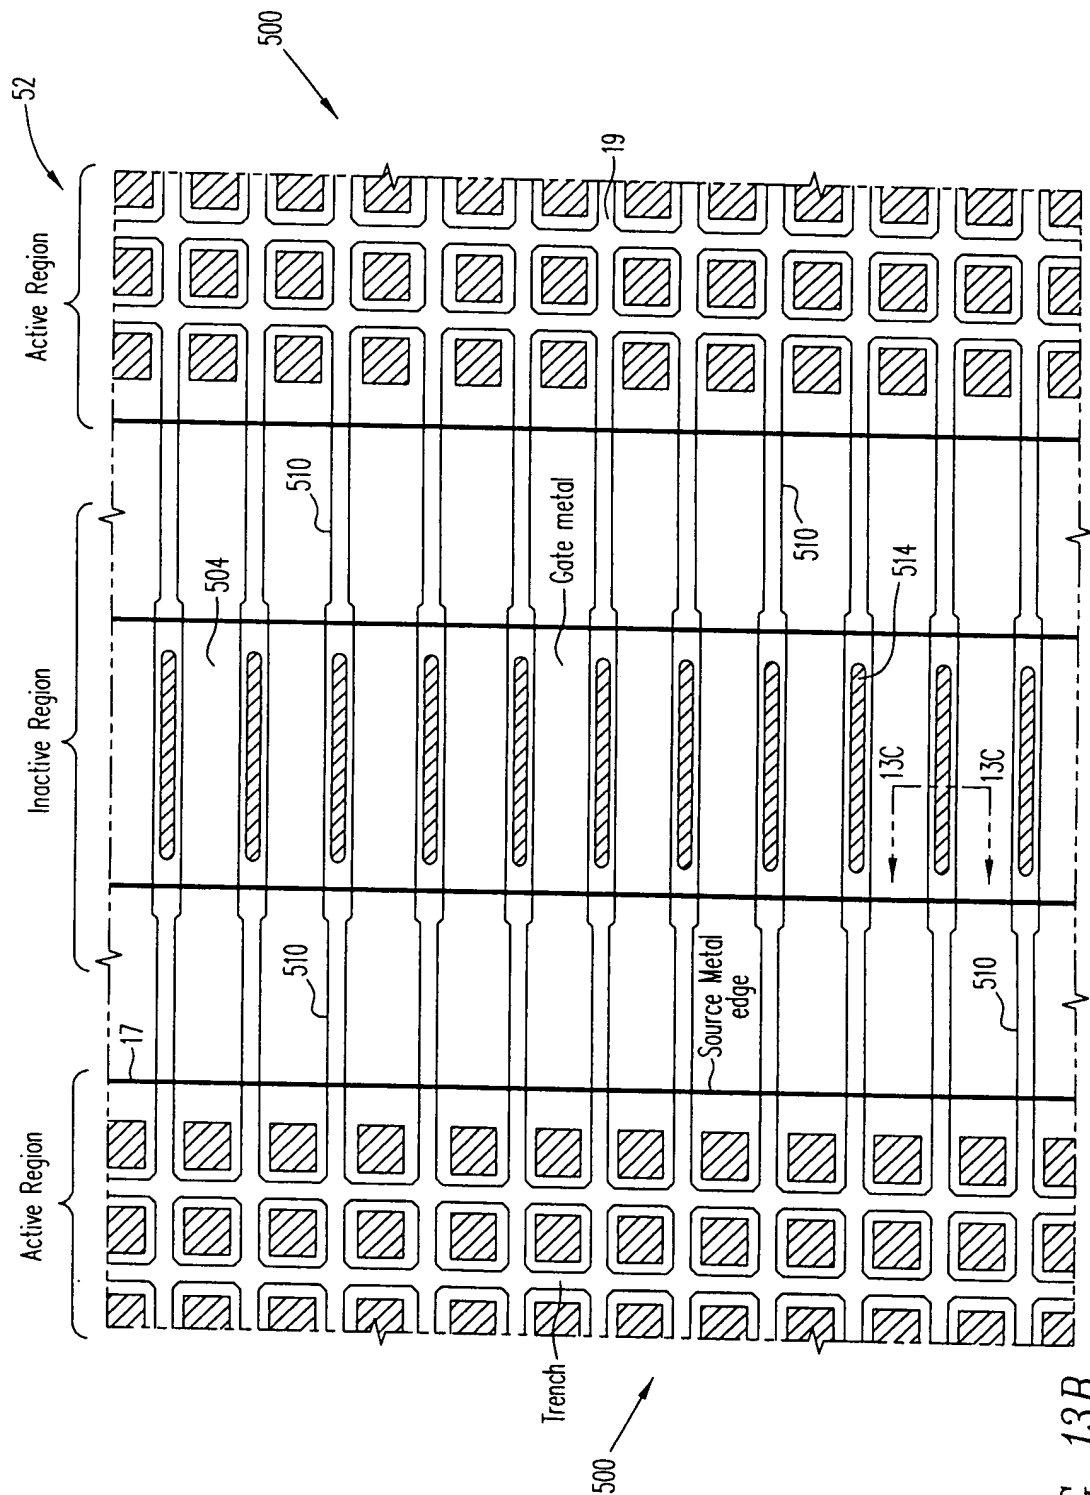 52
Active Region
Inactive Region
Active Region
17
504
500
510
510
Trench
Gate metal
500
19
Source Metal
edge
510
13C
514
13C
510
13B